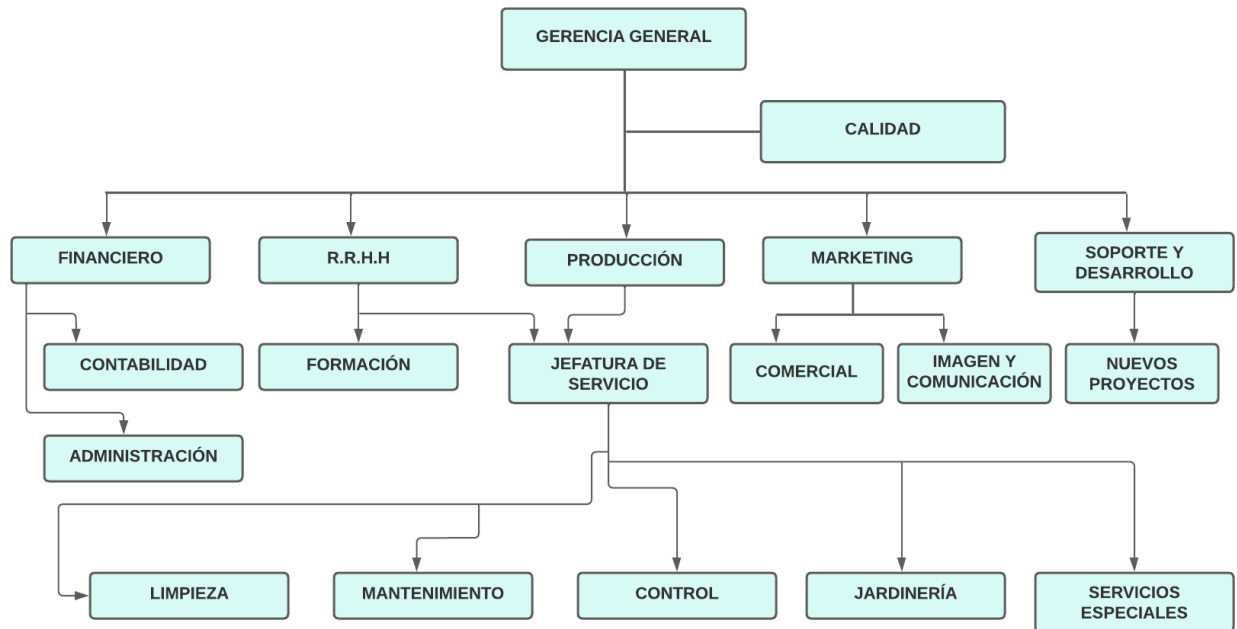 GERENCIA GENERAL
CALIDAD
FINANCIERO
R.R.H.H
PRODUCCIÓN
MARKETING
SOPORTE Y
DESARROLLO
CONTABILIDAD
FORMACIÓN
JEFATURA DE
SERVICIO
COMERCIAL
IMAGEN Y
COMUNICACIÓN
NUEVOS
PROYECTOS
ADMINISTRACIÓN
LIMPIEZA
MANTENIMIENTO
CONTROL
JARDINERÍA
SERVICIOS
ESPECIALES